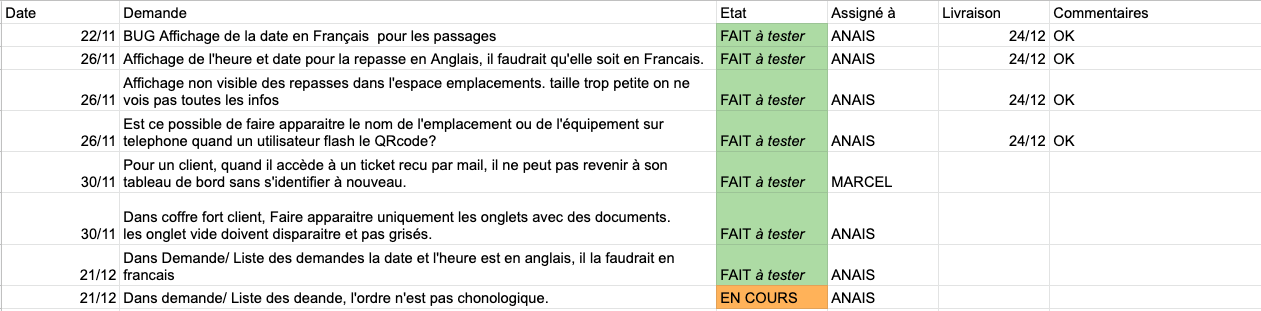 Date Demande Etat Assigné à Livraison Commentaires
22/11 BUG Affichage de la date en Français  pour les passages FAIT à tester ANAIS 24/12 OK
26/11 Affichage de l'heure et date pour la repasse en Anglais, il faudrait qu'elle soit en Francais. FAIT à tester ANAIS 24/12 OK
Affichage non visible des repasses dans l'espace emplacements. taille trop petite on ne
26/11 vois pas toutes les infos FAIT à tester ANAIS 24/12 OK
Est ce possible de faire apparaitre le nom de l'emplacement ou de l'équipement sur
26/11 telephone quand un utilisateur flash le QRcode? FAIT à tester ANAIS 24/12 OK
Pour un client, quand il accède à un ticket recu par mail, il ne peut pas revenir à son
30/11 tableau de bord sans s'identifier à nouveau. FAIT à tester MARCEL
Dans coffre fort client, Faire apparaitre uniquement les onglets avec des documents.
30/11 les onglet vide doivent disparaitre et pas grisés. FAIT à tester ANAIS
Dans Demande/ Liste des demandes la date et l'heure est en anglais, il la faudrait en
21/12 francais FAIT à tester ANAIS
21/12 Dans demande/ Liste des deande, l'ordre n'est pas chonologique. EN COURS ANAIS